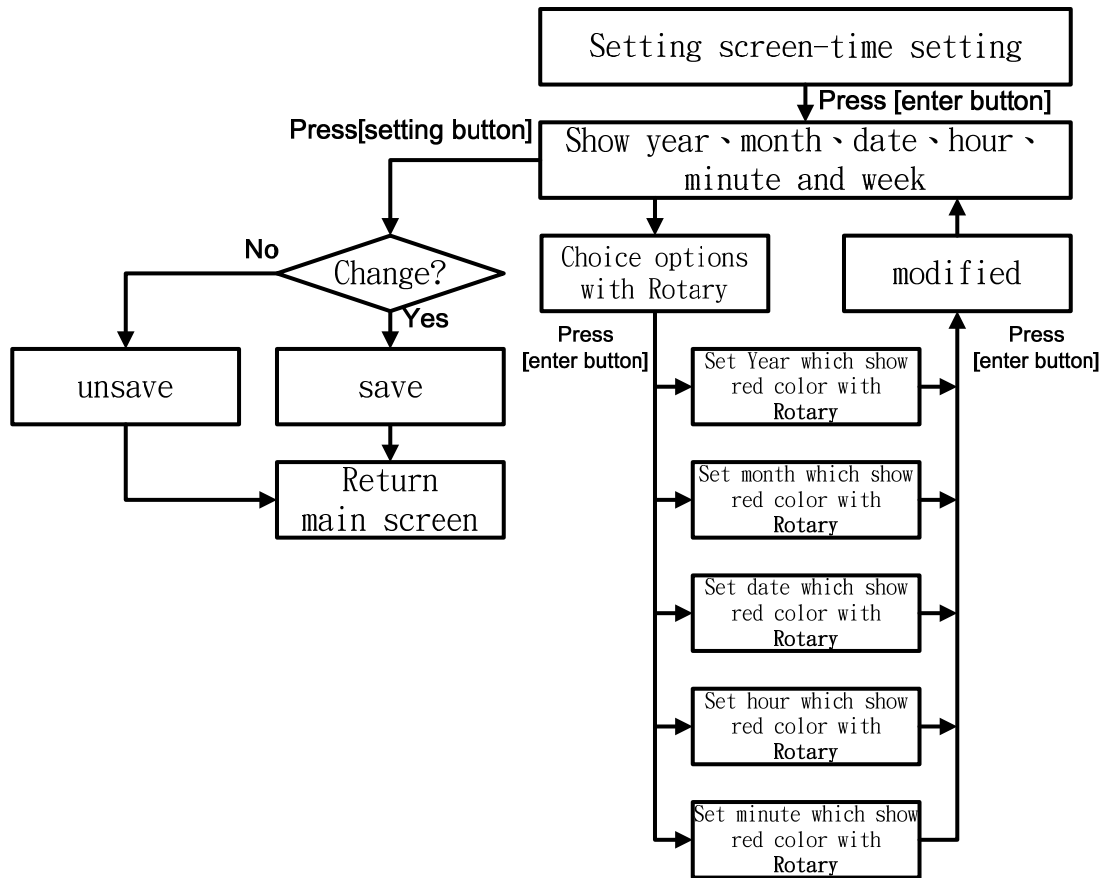 Setting screen-time setting
Press [enter button]
Press[setting button]
Show year、month、date、hour、
minute and week
No
Change?
Yes
Choice options
with Rotary
modified
Press
[enter button]
Press
[enter button]
unsave
save
Set Year which show
red color with
Rotary
Return
main screen
Set month which show
red color with
Rotary
Set date which show
red color with
Rotary
Set hour which show
red color with
Rotary
Set minute which show
red color with
Rotary